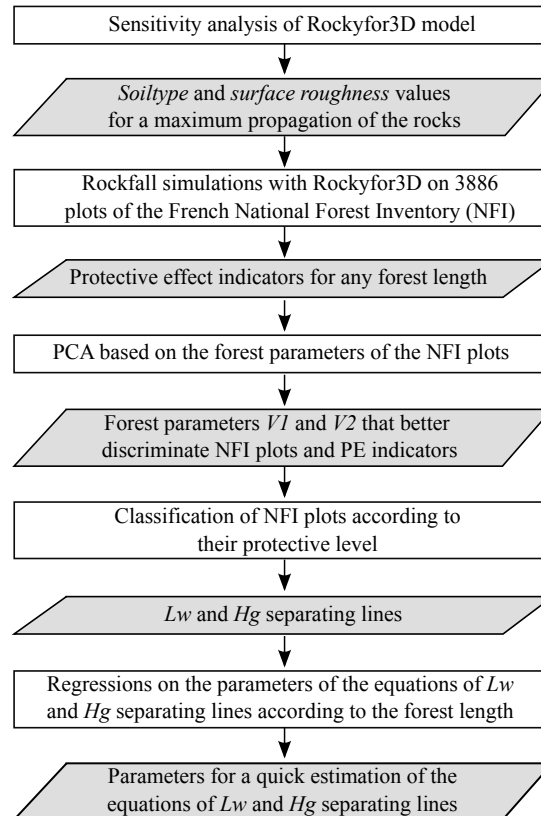 Sensitivity analysis of Rockyfor3D model
Soiltype and surface roughness values
for a maximum propagation of the rocks
Rockfall simulations with Rockyfor3D on 3886
plots of the French National Forest Inventory (NFI)
Protective effect indicators for any forest length
PCA based on the forest parameters of the NFI plots
Forest parameters V1 and V2 that better
discriminate NFI plots and PE indicators
Classification of NFI plots according to
their protective level
Lw and Hg separating lines
Regressions on the parameters of the equations of Lw
and Hg separating lines according to the forest length
Parameters for a quick estimation of the
equations of Lw and Hg separating lines